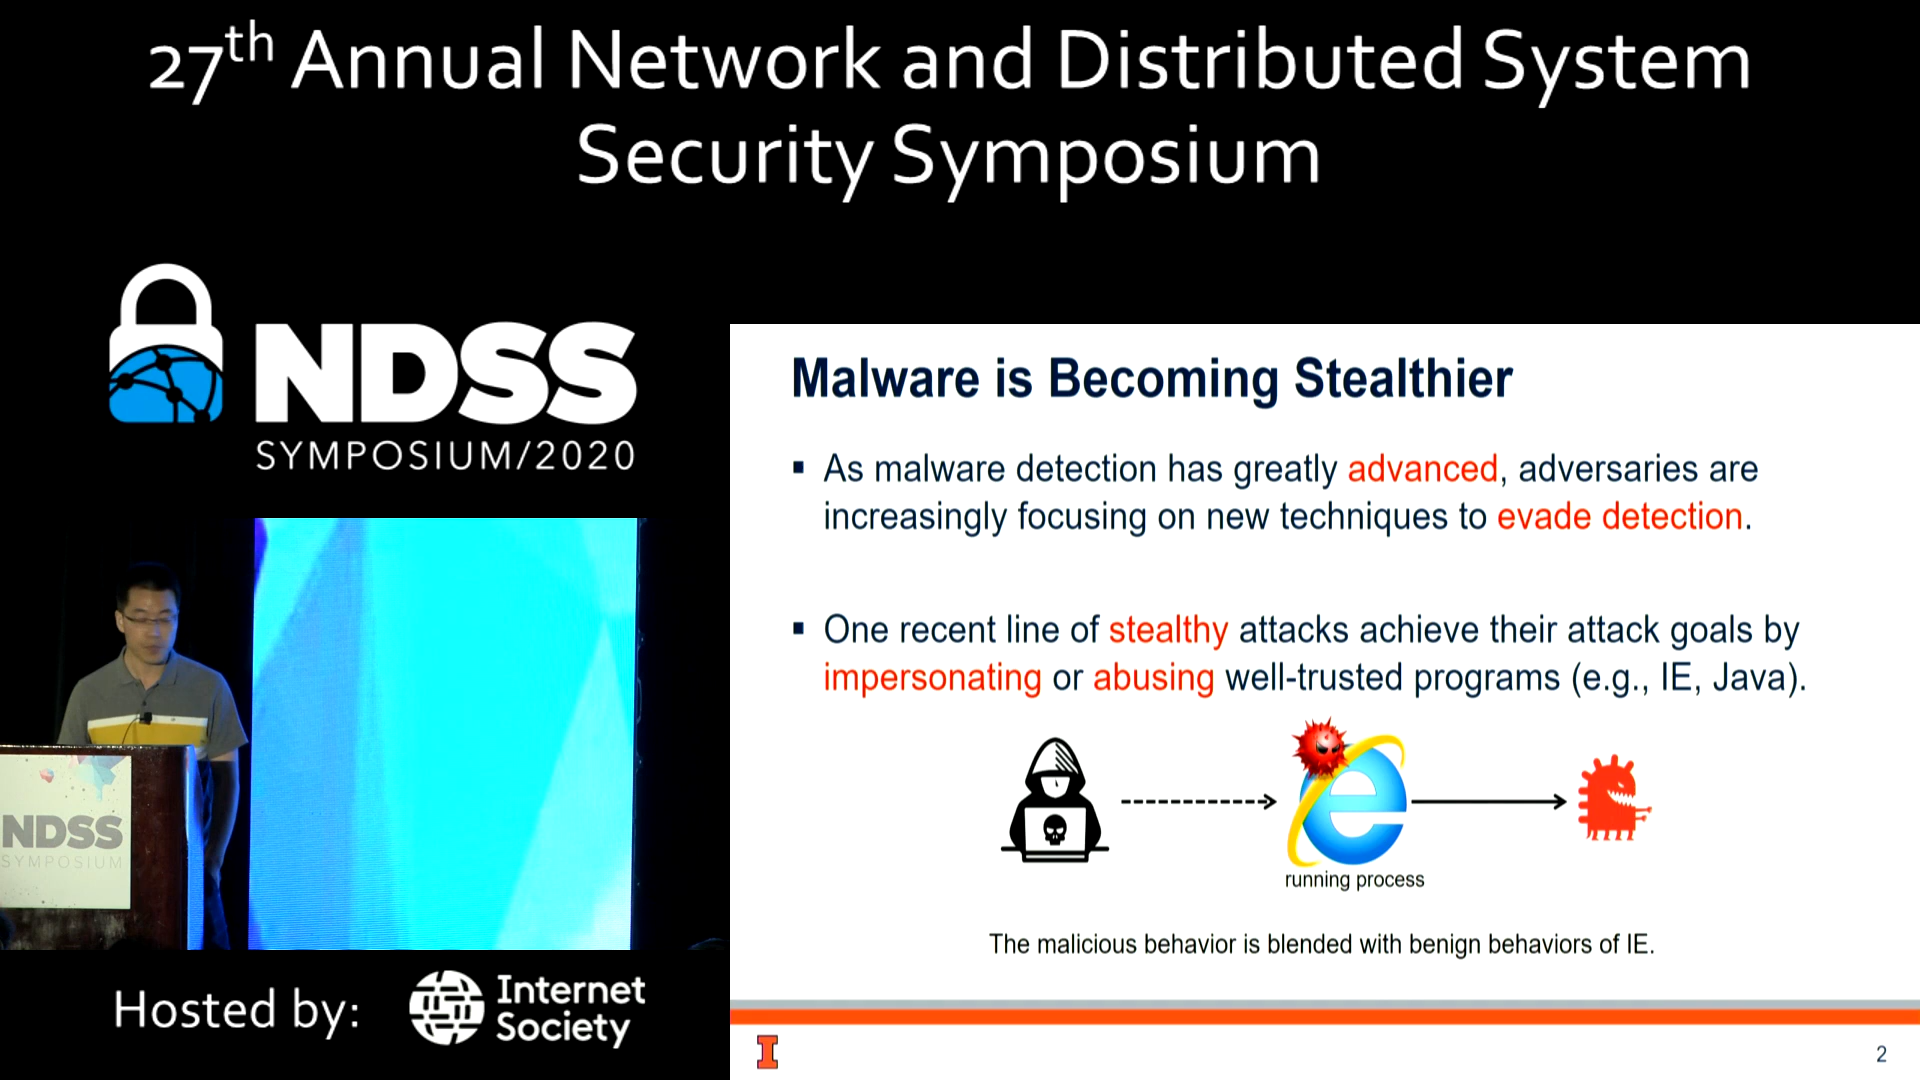 27th Annual Network and Distributed System
Security Symposium
NDSS
SYMPOSIUM/2020
Malware is Becoming Stealthier
▪ As malware detection has greatly advanced, adversaries are
increasingly focusing on new techniques to evade detection.
▪ One recent line of stealthy attacks achieve their attack goals by
impersonating or abusing well-trusted programs (e.g., IE, Java).
running process
The malicious behavior is blended with benign behaviors of IE.
I
2
NDSS
SYMPOSIUM
Hosted by:
Internet
Society